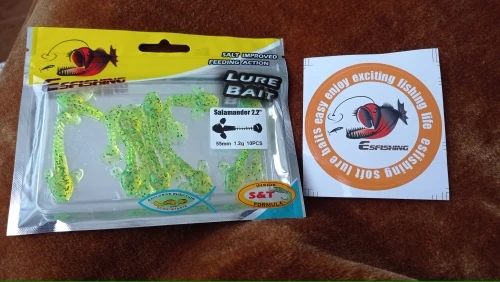 SALT IMPROVED
FEEDING ACTION
ESFISHING
LURE
BAIT
Salamander 2.2"
55mm 1.2g 10PCS
S&T
FORMULA
easy enjoy exciting fishing life
esfishing soft lure baits
ESFISHING